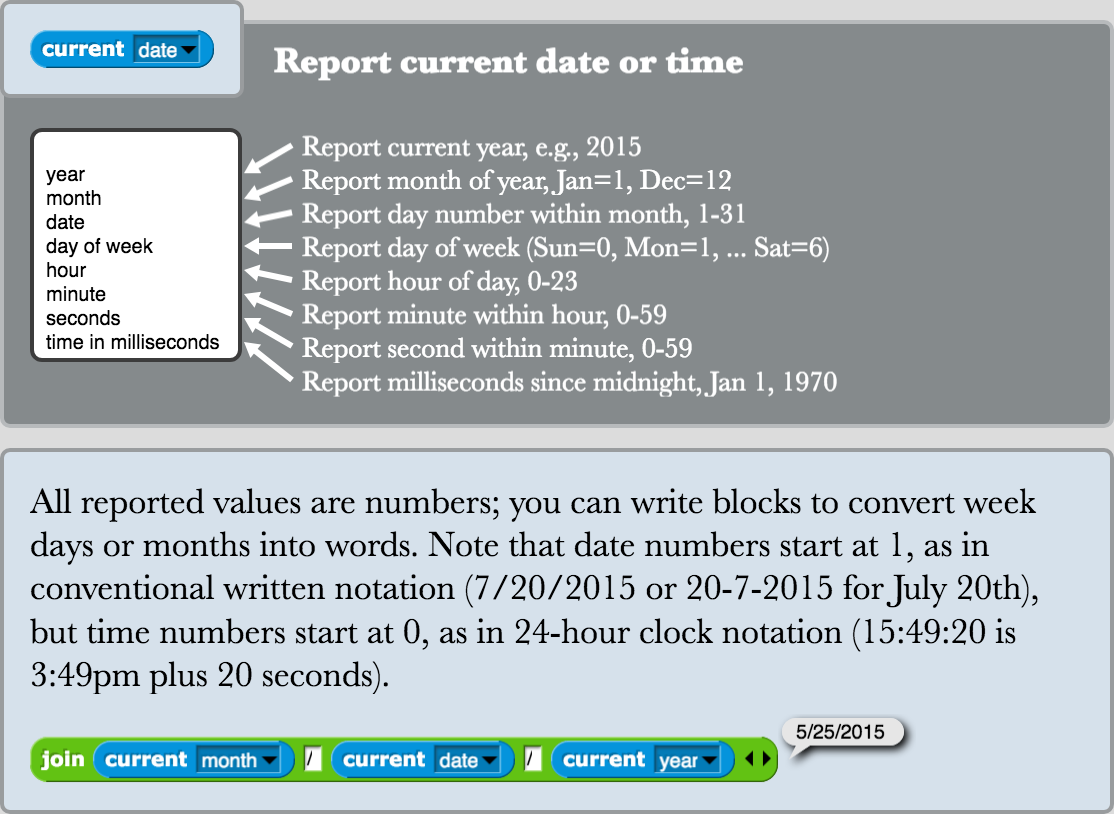 current date
Report current date or time
year
month
date
day of week
hour
minute
seconds
time in milliseconds
Report current year, e.g., 2015
Report month of year, Jan=1, Dec=12
Report day number within month, 1-31
Report day of week (Sun=0, Mon=1, ... Sat=6)
Report hour of day, 0-23
Report minute within hour, 0-59
Report second within minute, 0-59
Report milliseconds since midnight, Jan 1, 1970
All reported values are numbers; you can write blocks to convert week
days or months into words. Note that date numbers start at 1, as in
conventional written notation (7/20/2015 or 20-7-2015 for July 20th),
but time numbers start at 0, as in 24-hour clock notation (15:49:20 is
3:49pm plus 20 seconds).
join current month / current date / current year
5/25/2015